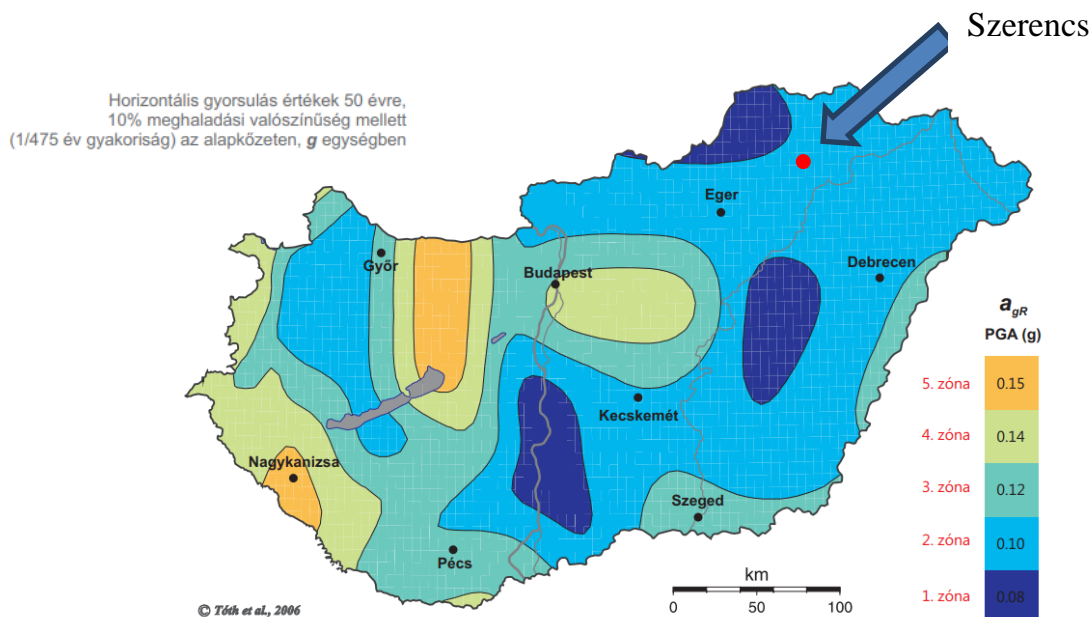 Szerencs
Horizontális gyorsulás értékek 50 évre,
10% meghaladási valószínűség mellett
(1/475 év gyakoriság) az alapkőzeten, g egységben
Eger
Győr
Budapest
Debrecen
Kecskemét
Nagykanizsa
Szeged
Pécs
a_gR
PGA (g)
5. zóna 0.15
4. zóna 0.14
3. zóna 0.12
2. zóna 0.10
1. zóna 0.08
km
0 50 100
© Tóth et al., 2006